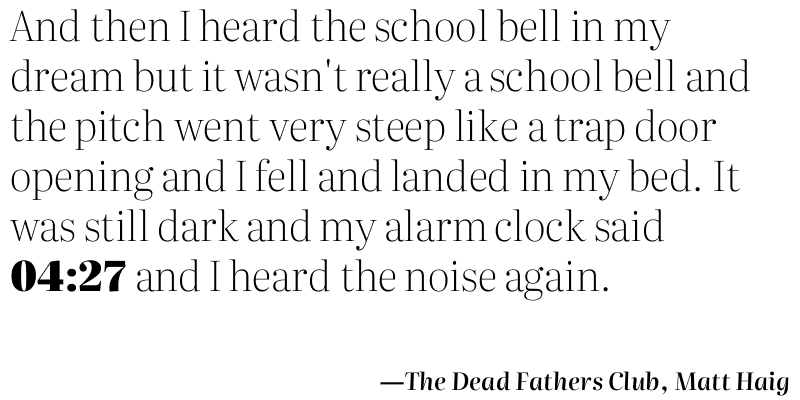 And then I heard the school bell in my
dream but it wasn't really a school bell and
the pitch went very steep like a trap door
opening and I fell and landed in my bed. It
was still dark and my alarm clock said
04:27 and I heard the noise again.
—The Dead Fathers Club, Matt Haig